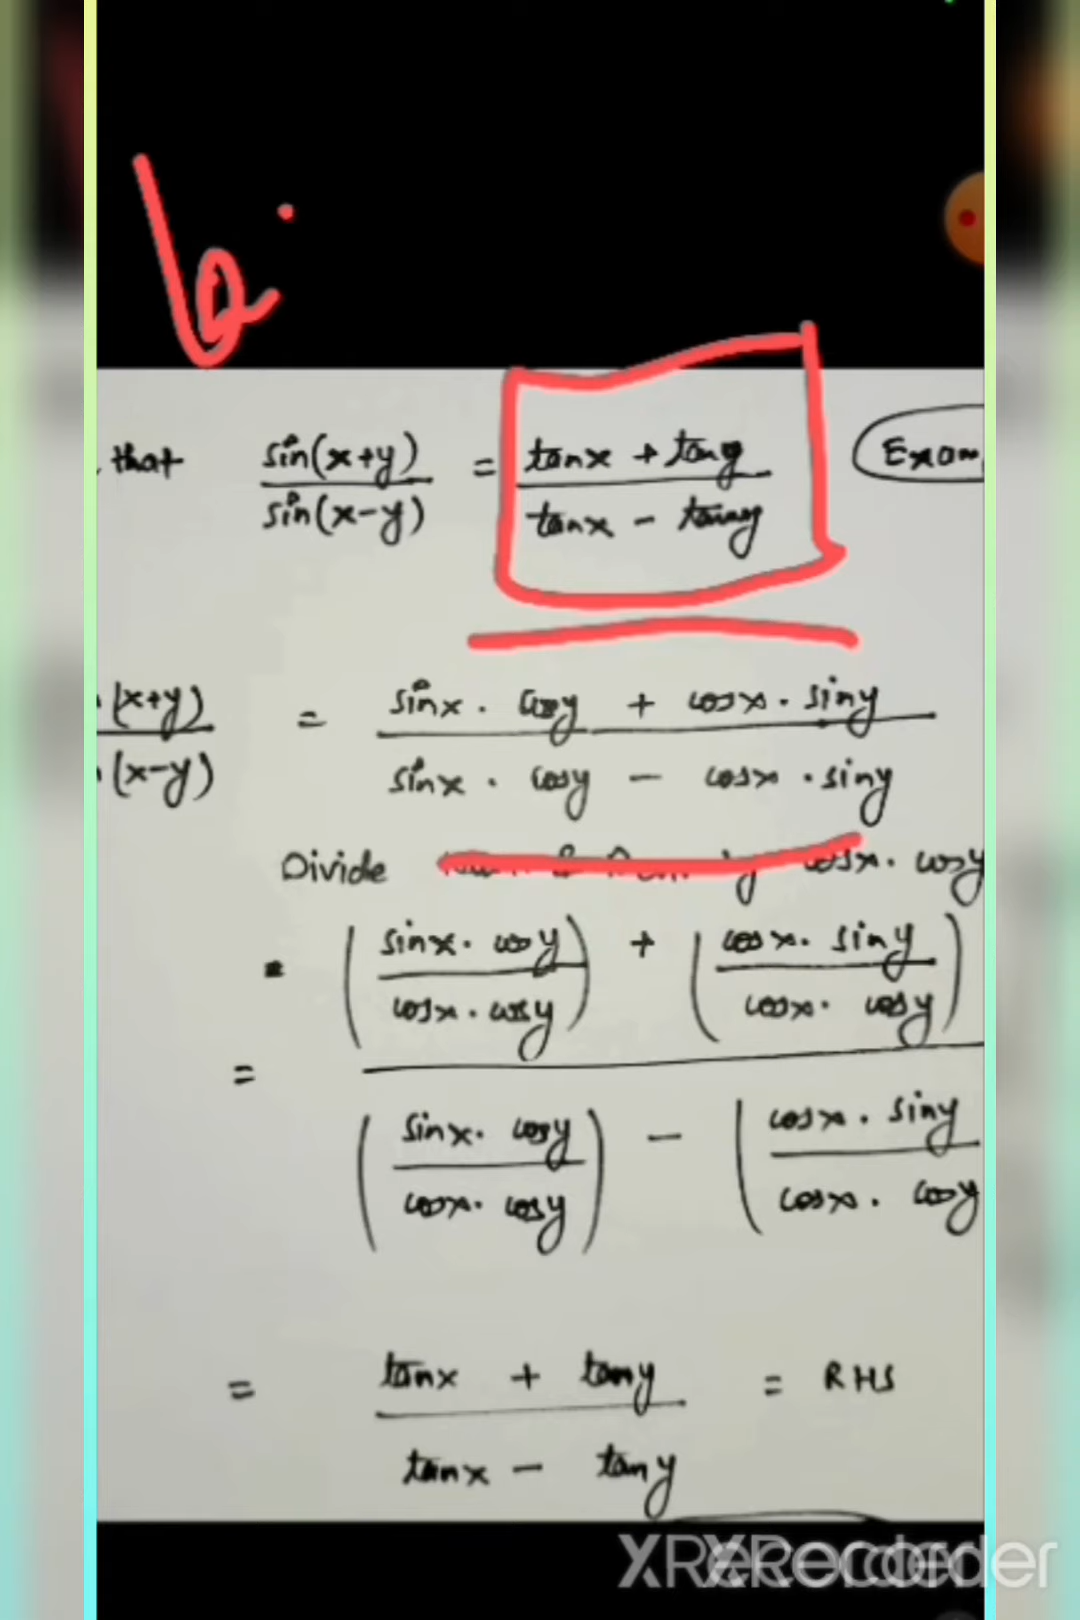 that sin(x+y) / sin(x-y) = tanx + tany / tanx - tany Exam
(x+y) / (x-y) = sinx . cosy + cosx . siny / sinx . cosy - cosx . siny
Divide cosx . cosy
= (sinx . cosy / cosx . cosy) + (cosx . siny / cosx . cosy)
/ (sinx . cosy / cosx . cosy) - (cosx . siny / cosx . cosy
= tanx + tany / tanx - tany = RHS
XRecorder